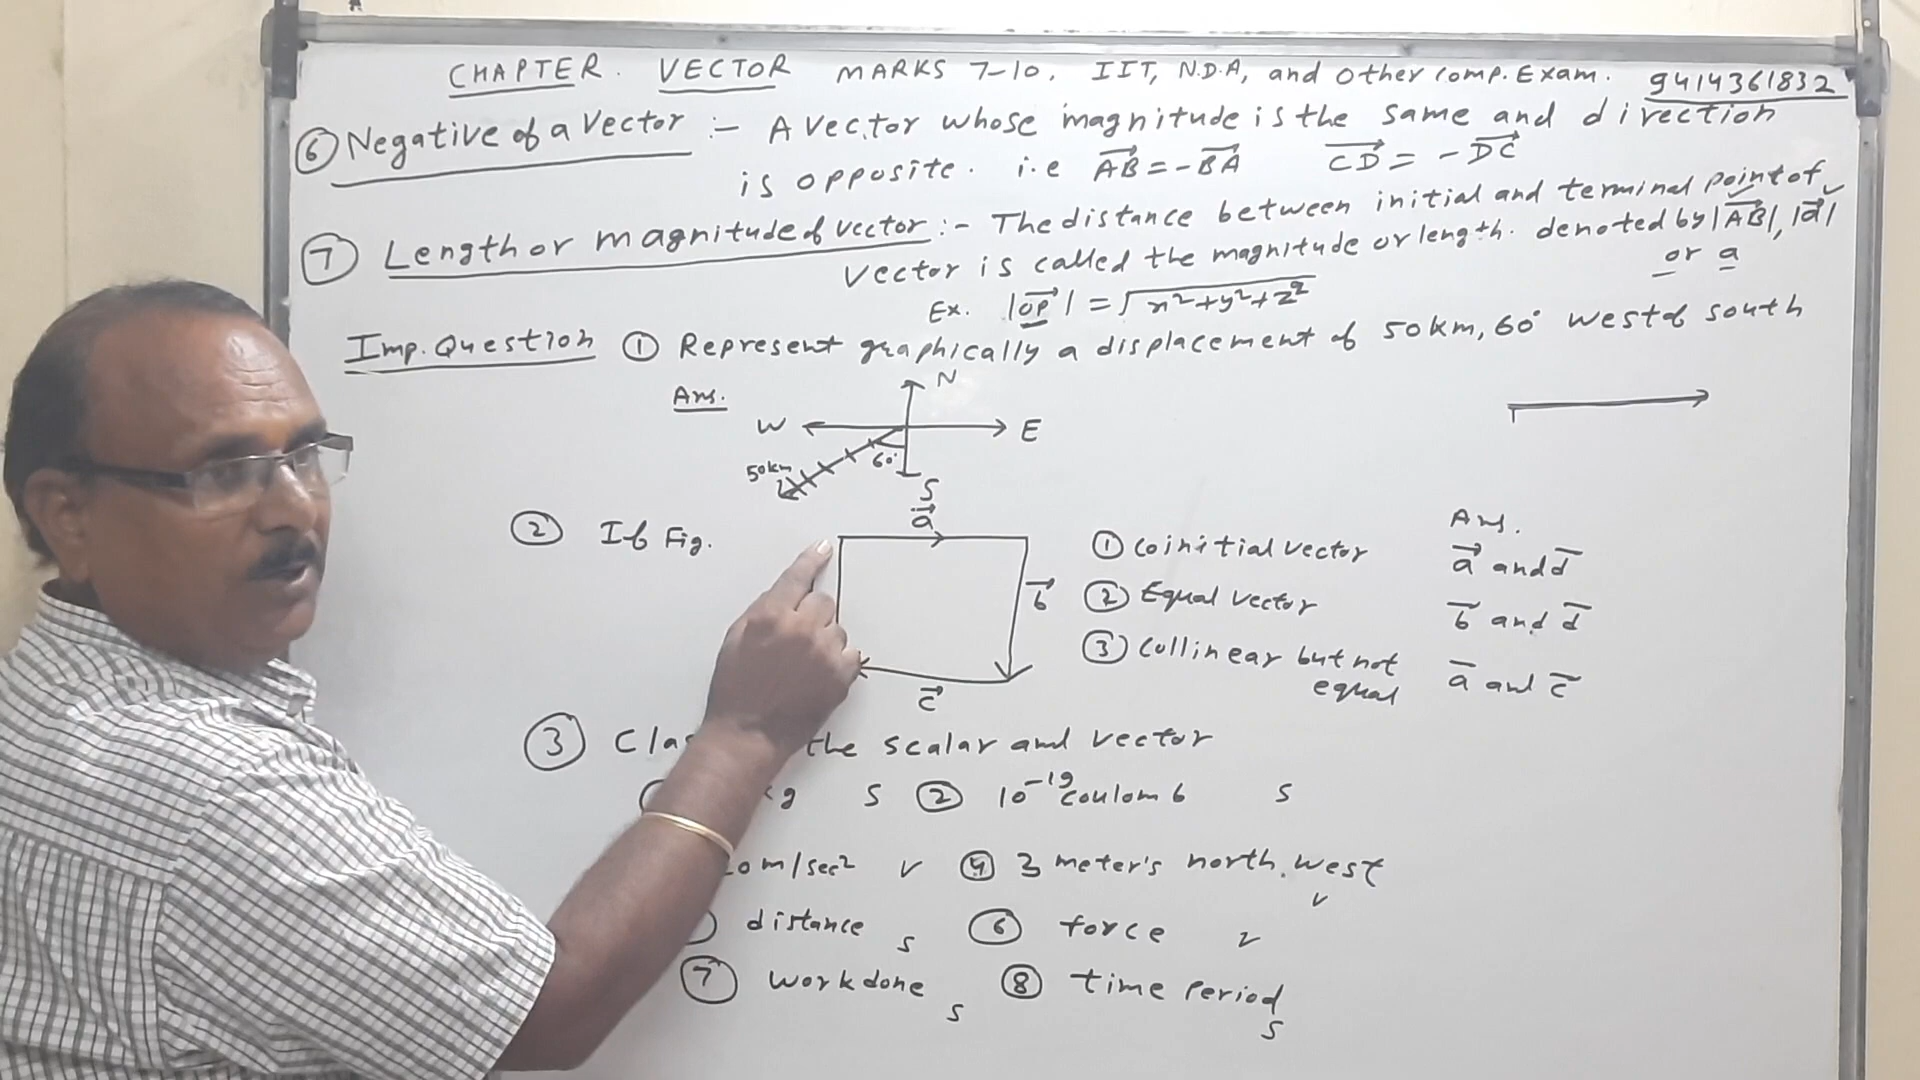 CHAPTER. VECTOR MARKS 7-10, IIT, N.D.A, and other comp. Exam. 9414361832
⑥ Negative of a Vector :- A Vector whose magnitude is the same and direction
is opposite. i.e AB→ = -BA→ CD→ = -DC→
⑦ Length or magnitude of vector :- The distance between initial and terminal point of
Vector is called the magnitude or length. denoted by |AB→|, |a→|
or a
Ex. |OP→| = √x²+y²+z²
Imp. Question ① Represent graphically a displacement of 50km, 60° west of south
Ans.
N
W E
50km 60°
S
② If Fig.
a→
b→
c→
Ans.
① coinitial vector a→ and d→
② Equal vector b→ and d→
③ Collinear but not equal a→ and c→
③ Cla the scalar and vector
kg S ② 10⁻¹⁹ coulomb S
m/sec² v ④ 3 meter's north.west v
distance s ⑥ force v
⑦ workdone s ⑧ time period s